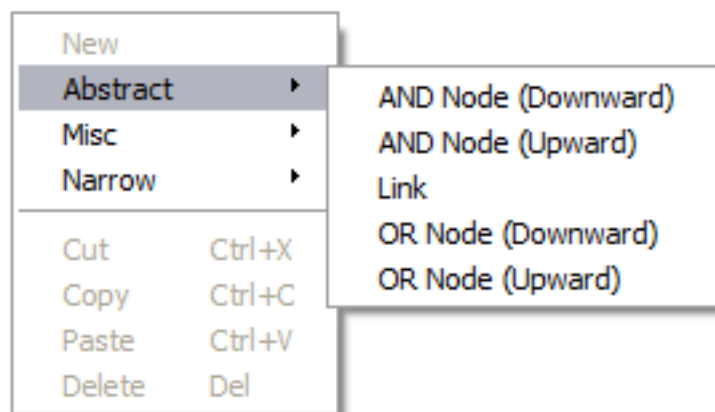 New
Abstract
Misc
Narrow
Cut Ctrl+X
Copy Ctrl+C
Paste Ctrl+V
Delete Del
AND Node (Downward)
AND Node (Upward)
Link
OR Node (Downward)
OR Node (Upward)